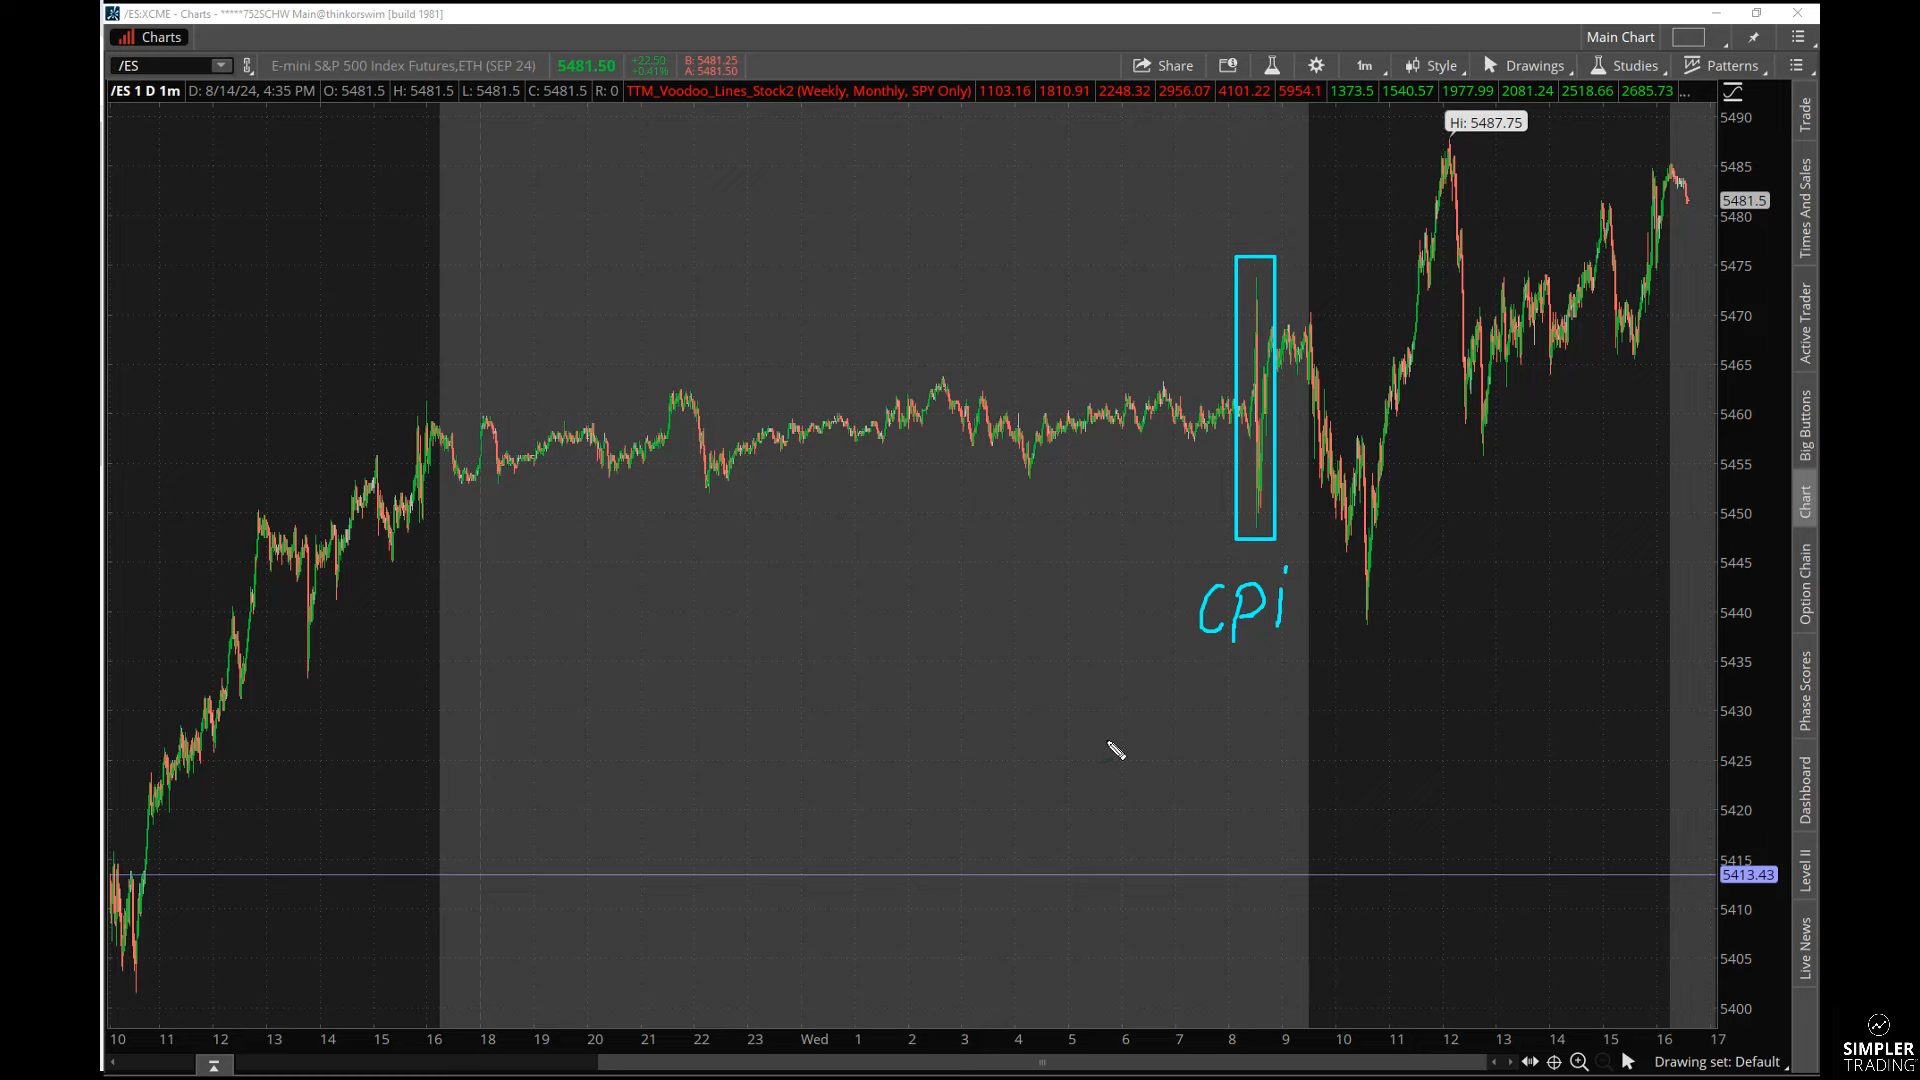 /ES:XCME - Charts - *****752SCHW Main@thinkorswim [build 1981]
Charts
Main Chart
/ES E-mini S&P 500 Index Futures,ETH (SEP 24) 5481.50 +22.50 B: 5481.25
+0.41% A: 5481.50
Share 1m Style Drawings Studies Patterns
/ES 1 D 1m D: 8/14/24, 4:35 PM O: 5481.5 H: 5481.5 L: 5481.5 C: 5481.5 R: 0 TTM_Voodoo_Lines_Stock2 (Weekly, Monthly, SPY Only) 1103.16 1810.91 2248.32 2956.07 4101.22 5954.1 1373.5 1540.57 1977.99 2081.24 2518.66 2685.73 ...
Hi: 5487.75
5490
5485
5481.5
5480
5475
5470
5465
5460
5455
5450
5445
5440
5435
5430
5425
5420
5415
5413.43
5410
5405
5400
CPi
10 11 12 13 14 15 16 18 19 20 21 22 Wed 1 2 3 4 5 6 7 8 9 10 11 12 13 14 15 16 17
Drawing set: Default
Trade
Times And Sales
Active Trader
Big Buttons
Chart
Option Chain
Phase Scores
Dashboard
Level II
Live News
SIMPLER
TRADING